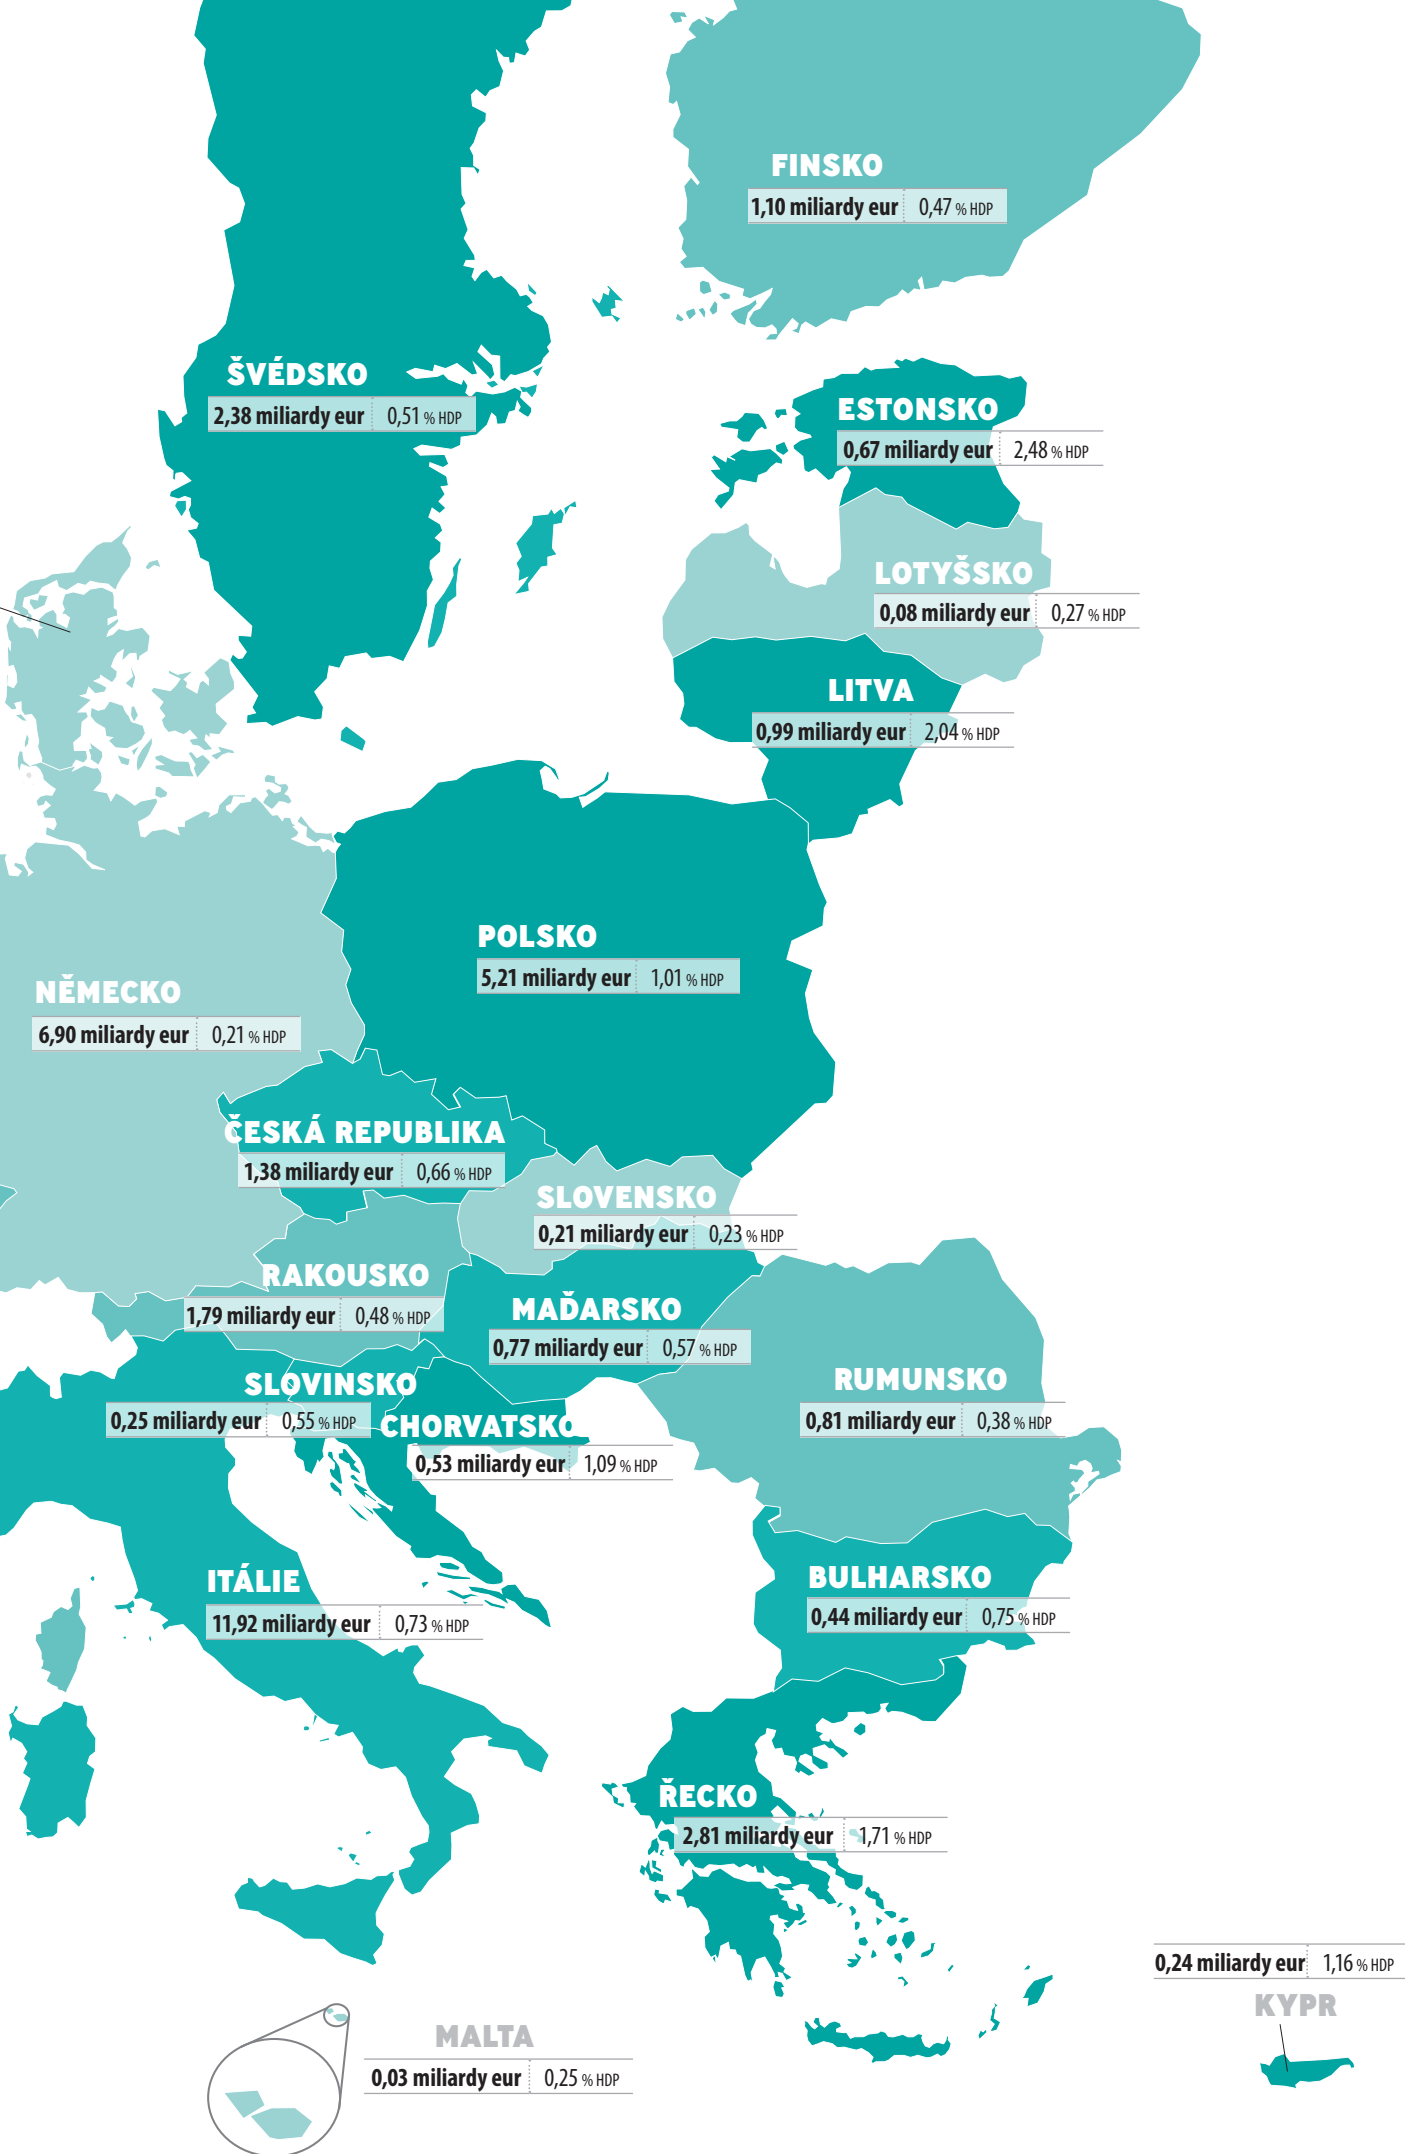 FINSKO
1,10 miliardy eur 0,47 % HDP
ŠVÉDSKO
2,38 miliardy eur 0,51 % HDP
ESTONSKO
0,67 miliardy eur 2,48 % HDP
LOTYŠSKO
0,08 miliardy eur 0,27 % HDP
LITVA
0,99 miliardy eur 2,04 % HDP
POLSKO
5,21 miliardy eur 1,01 % HDP
NĚMECKO
6,90 miliardy eur 0,21 % HDP
ČESKÁ REPUBLIKA
1,38 miliardy eur 0,66 % HDP
SLOVENSKO
0,21 miliardy eur 0,23 % HDP
RAKOUSKO
1,79 miliardy eur 0,48 % HDP
MAĎARSKO
0,77 miliardy eur 0,57 % HDP
RUMUNSKO
0,81 miliardy eur 0,38 % HDP
SLOVINSKO
0,25 miliardy eur 0,55 % HDP
CHORVATSKO
0,53 miliardy eur 1,09 % HDP
ITÁLIE
11,92 miliardy eur 0,73 % HDP
BULHARSKO
0,44 miliardy eur 0,75 % HDP
ŘECKO
2,81 miliardy eur 1,71 % HDP
0,24 miliardy eur 1,16 % HDP
KYPR
MALTA
0,03 miliardy eur 0,25 % HDP